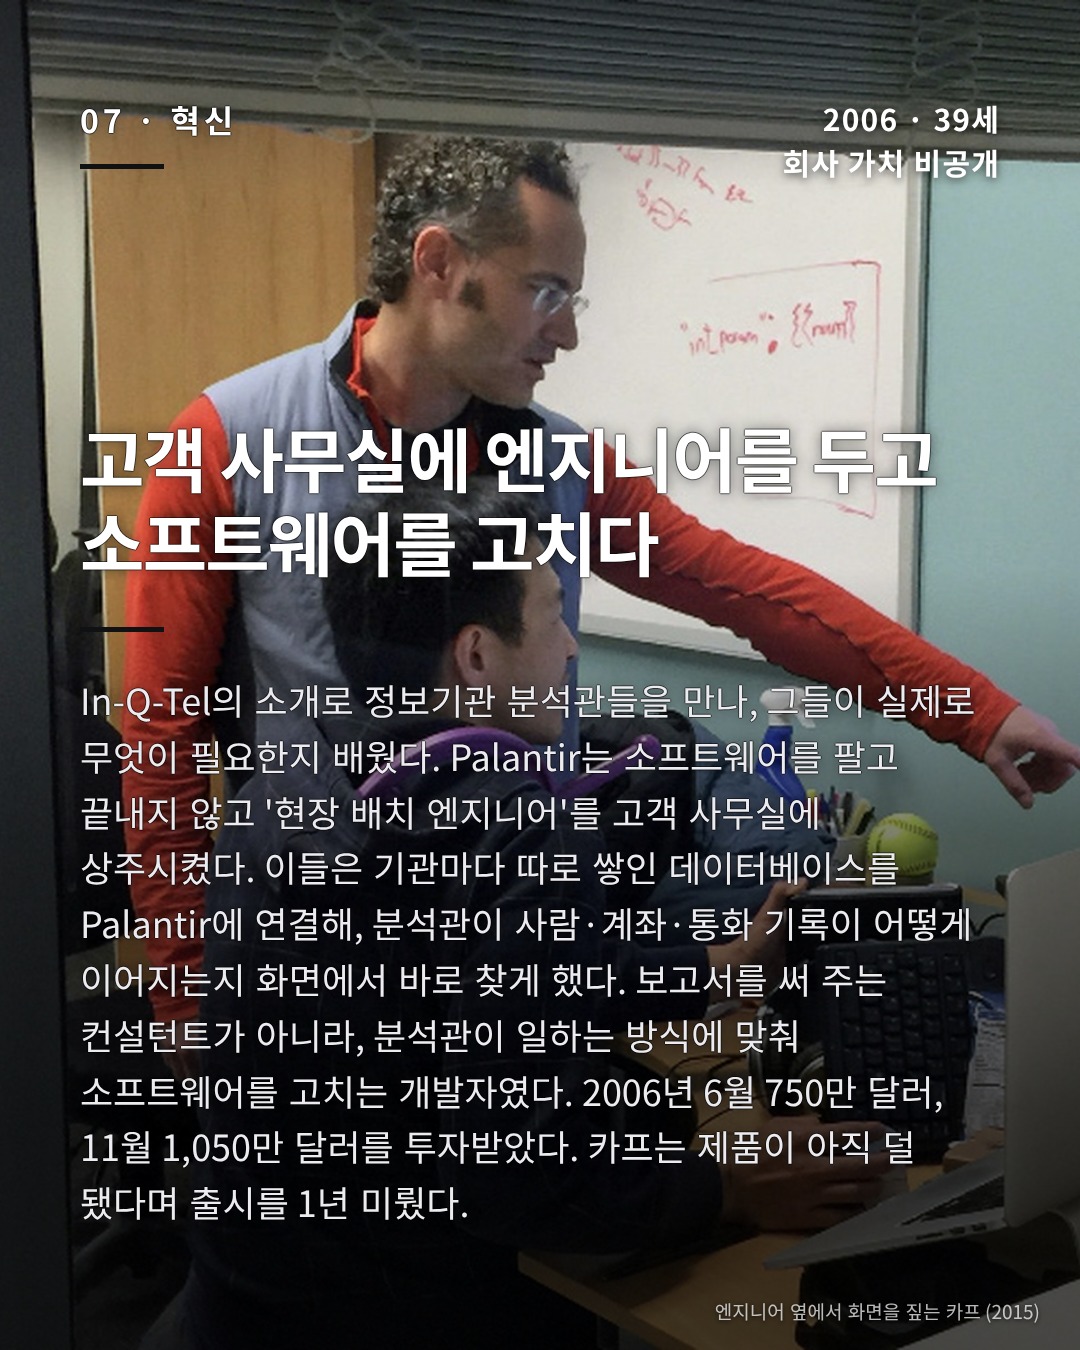 07 · 혁신
2006 · 39세
회사 가치 비공개
"int param": {{num}}
고객 사무실에 엔지니어를 두고
소프트웨어를 고치다
In-Q-Tel의 소개로 정보기관 분석관들을 만나, 그들이 실제로
무엇이 필요한지 배웠다. Palantir는 소프트웨어를 팔고
끝내지 않고 '현장 배치 엔지니어'를 고객 사무실에
상주시켰다. 이들은 기관마다 따로 쌓인 데이터베이스를
Palantir에 연결해, 분석관이 사람·계좌·통화 기록이 어떻게
이어지는지 화면에서 바로 찾게 했다. 보고서를 써 주는
컨설턴트가 아니라, 분석관이 일하는 방식에 맞춰
소프트웨어를 고치는 개발자였다. 2006년 6월 750만 달러,
11월 1,050만 달러를 투자받았다. 카프는 제품이 아직 덜
됐다며 출시를 1년 미뤘다.
엔지니어 옆에서 화면을 짚는 카프 (2015)